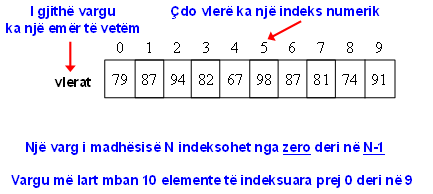 I gjithë vargu
ka një emër të vetëm
Çdo vlerë ka një indeks numerik
0 1 2 3 4 5 6 7 8 9
vlerat 79 87 94 82 67 98 87 81 74 91
Një varg i madhësisë N indeksohet nga zero deri në N-1
Vargu më lart mban 10 elemente të indeksuara prej 0 deri në 9